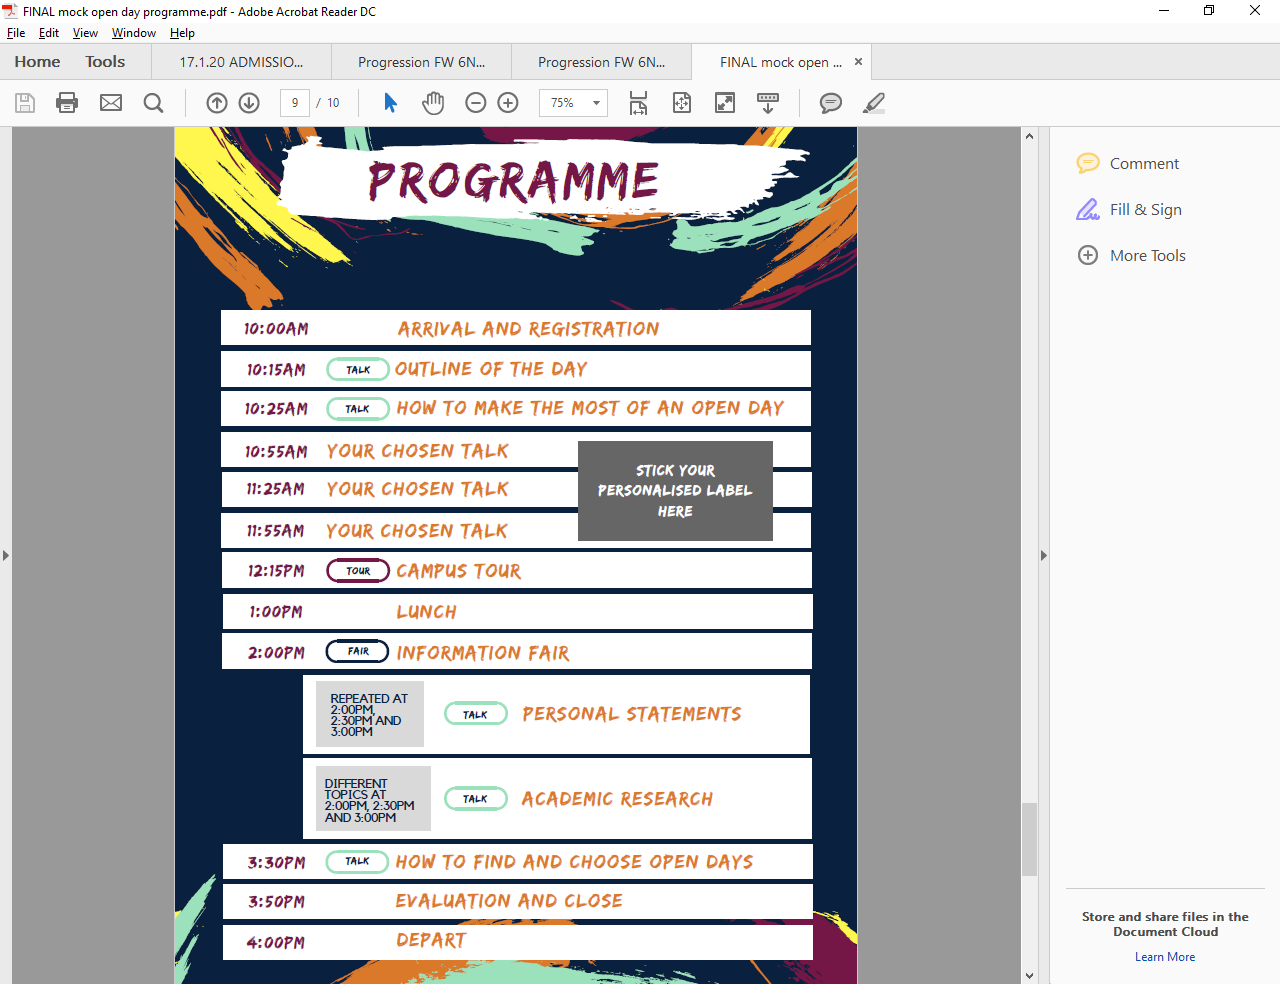 FINAL mock open day programme.pdf - Adobe Acrobat Reader DC
File Edit View Window Help
Home Tools 17.1.20 ADMISSIO... Progression FW 6N... Progression FW 6N... FINAL mock open ...
9 / 10 75%
PROGRAMME
10:00AM ARRIVAL AND REGISTRATION
10:15AM TALK OUTLINE OF THE DAY
10:25AM TALK HOW TO MAKE THE MOST OF AN OPEN DAY
10:55AM YOUR CHOSEN TALK
11:25AM YOUR CHOSEN TALK
11:55AM YOUR CHOSEN TALK
STICK YOUR
PERSONALISED LABEL
HERE
12:15PM TOUR CAMPUS TOUR
1:00PM LUNCH
2:00PM FAIR INFORMATION FAIR
REPEATED AT
2:00PM,
2:30PM AND
3:00PM
TALK PERSONAL STATEMENTS
DIFFERENT
TOPICS AT
2:00PM, 2:30PM
AND 3:00PM
TALK ACADEMIC RESEARCH
3:30PM TALK HOW TO FIND AND CHOOSE OPEN DAYS
3:50PM EVALUATION AND CLOSE
4:00PM DEPART
Comment
Fill & Sign
More Tools
Store and share files in the
Document Cloud
Learn More